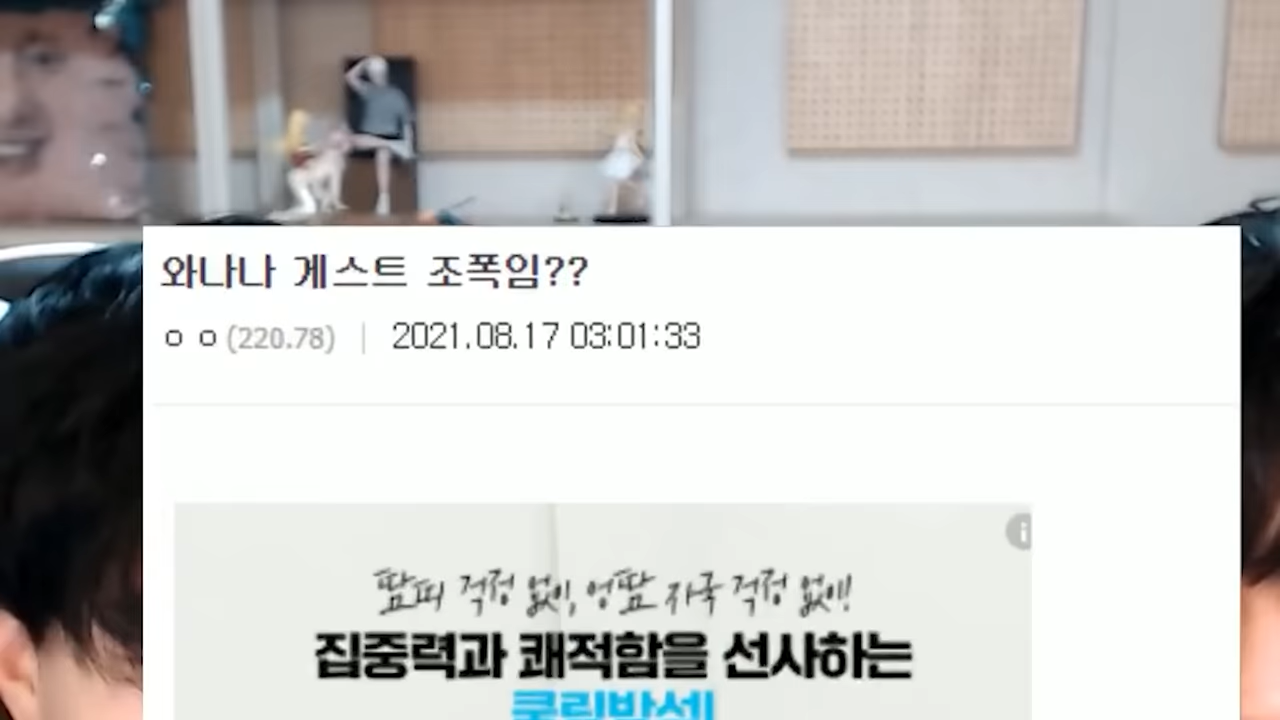 와나나 게스트 조폭임??
ㅇ ㅇ(220.78) | 2021.08.17 03:01:33
땀띠 걱정 없이, 엉땀 자국 걱정 없이!
집중력과 쾌적함을 선사하는